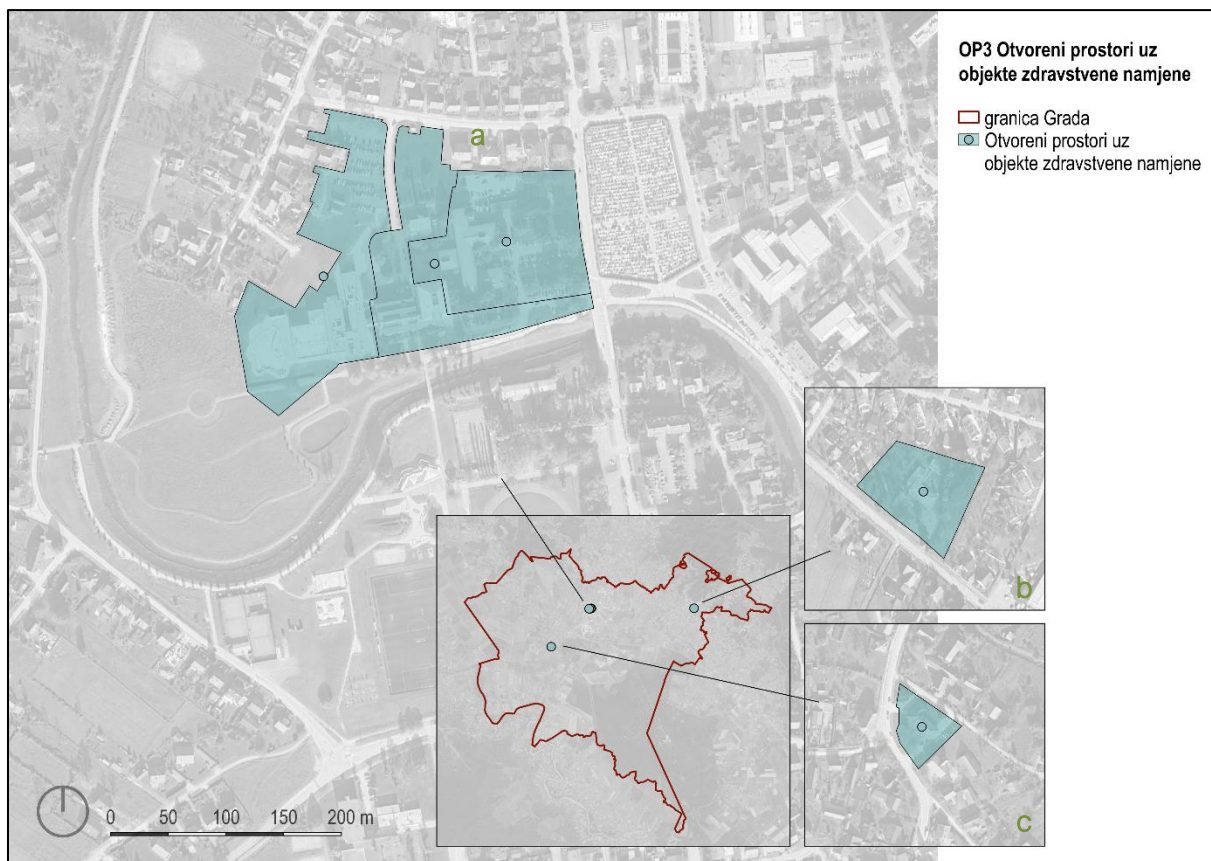 OP3 Otvoreni prostori uz
objekte zdravstvene namjene
granica Grada
Otvoreni prostori uz
objekte zdravstvene namjene
a
b
c
0 50 100 150 200 m